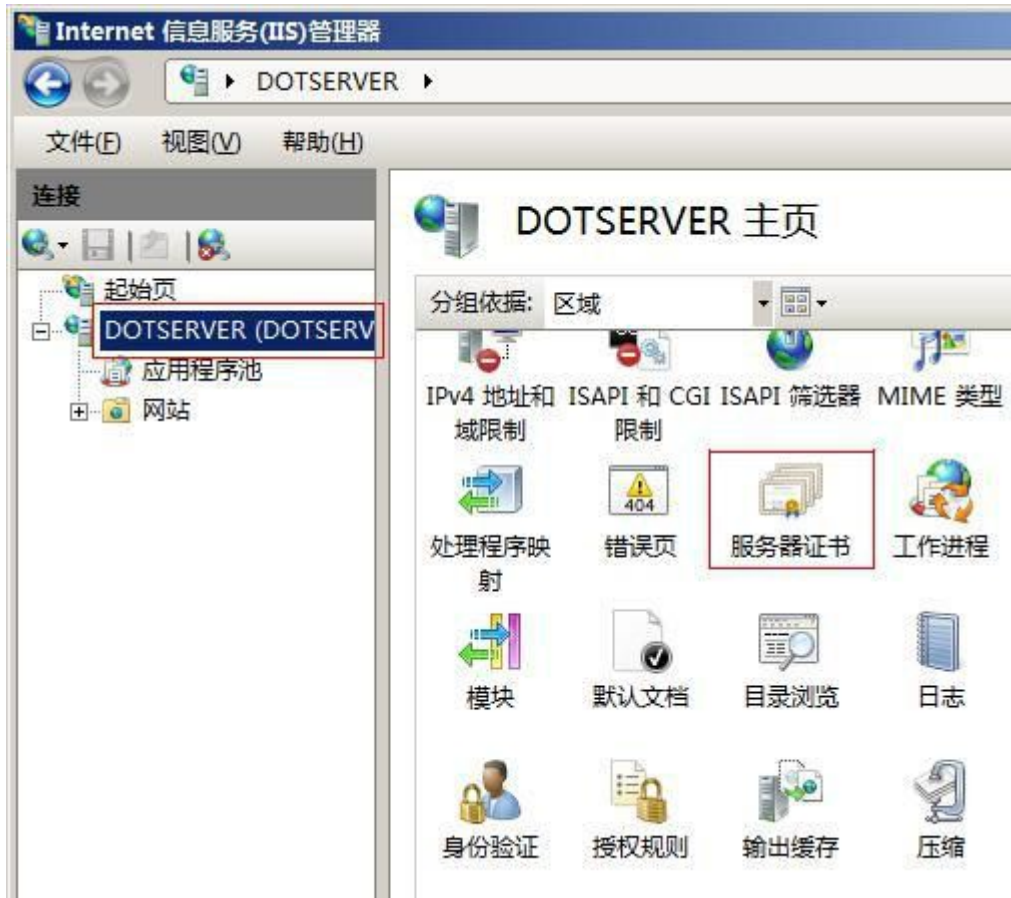 Internet 信息服务(IIS)管理器
DOTSERVER
文件(F) 视图(V) 帮助(H)
连接
起始页
DOTSERVER (DOTSERV
应用程序池
网站
DOTSERVER 主页
分组依据: 区域
IPv4 地址和 ISAPI 和 CGI ISAPI 筛选器 MIME 类型
域限制 限制
404
处理程序映 错误页 服务器证书 工作进程
射
模块 默认文档 目录浏览 日志
身份验证 授权规则 输出缓存 压缩